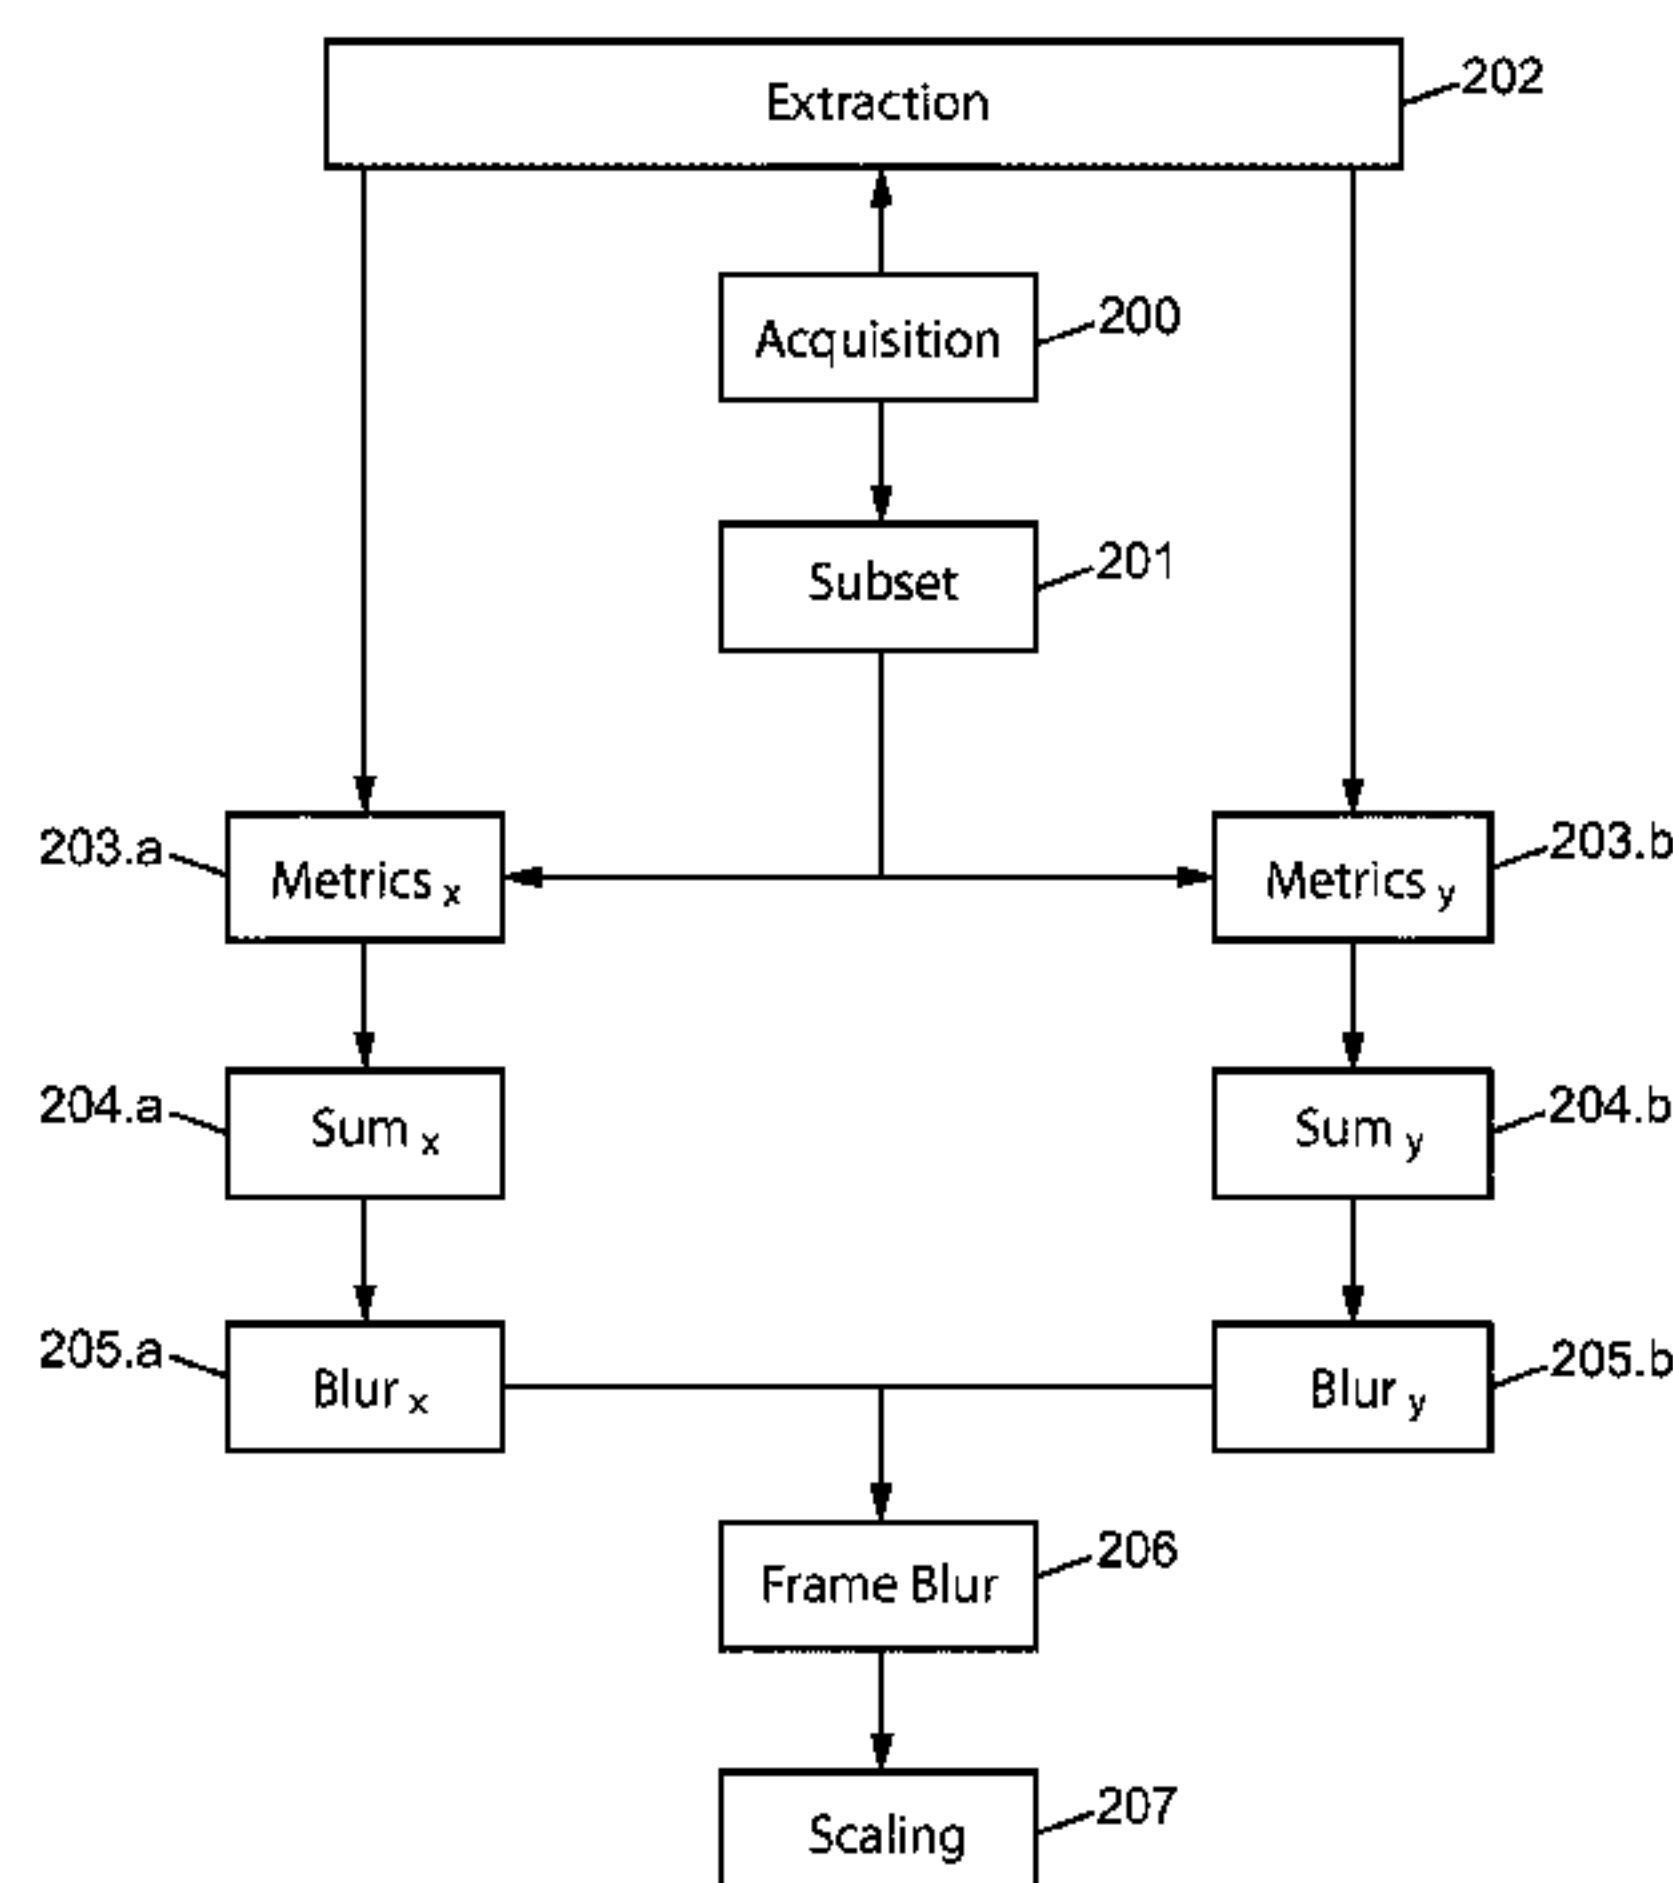 Extraction
202
Acquisition
200
Subset
201
203.a
Metrics x
Metrics y
203.b
204.a
Sum x
Sum y
204.b
205.a
Blur x
Blur y
205.b
Frame Blur
206
Scaling
207